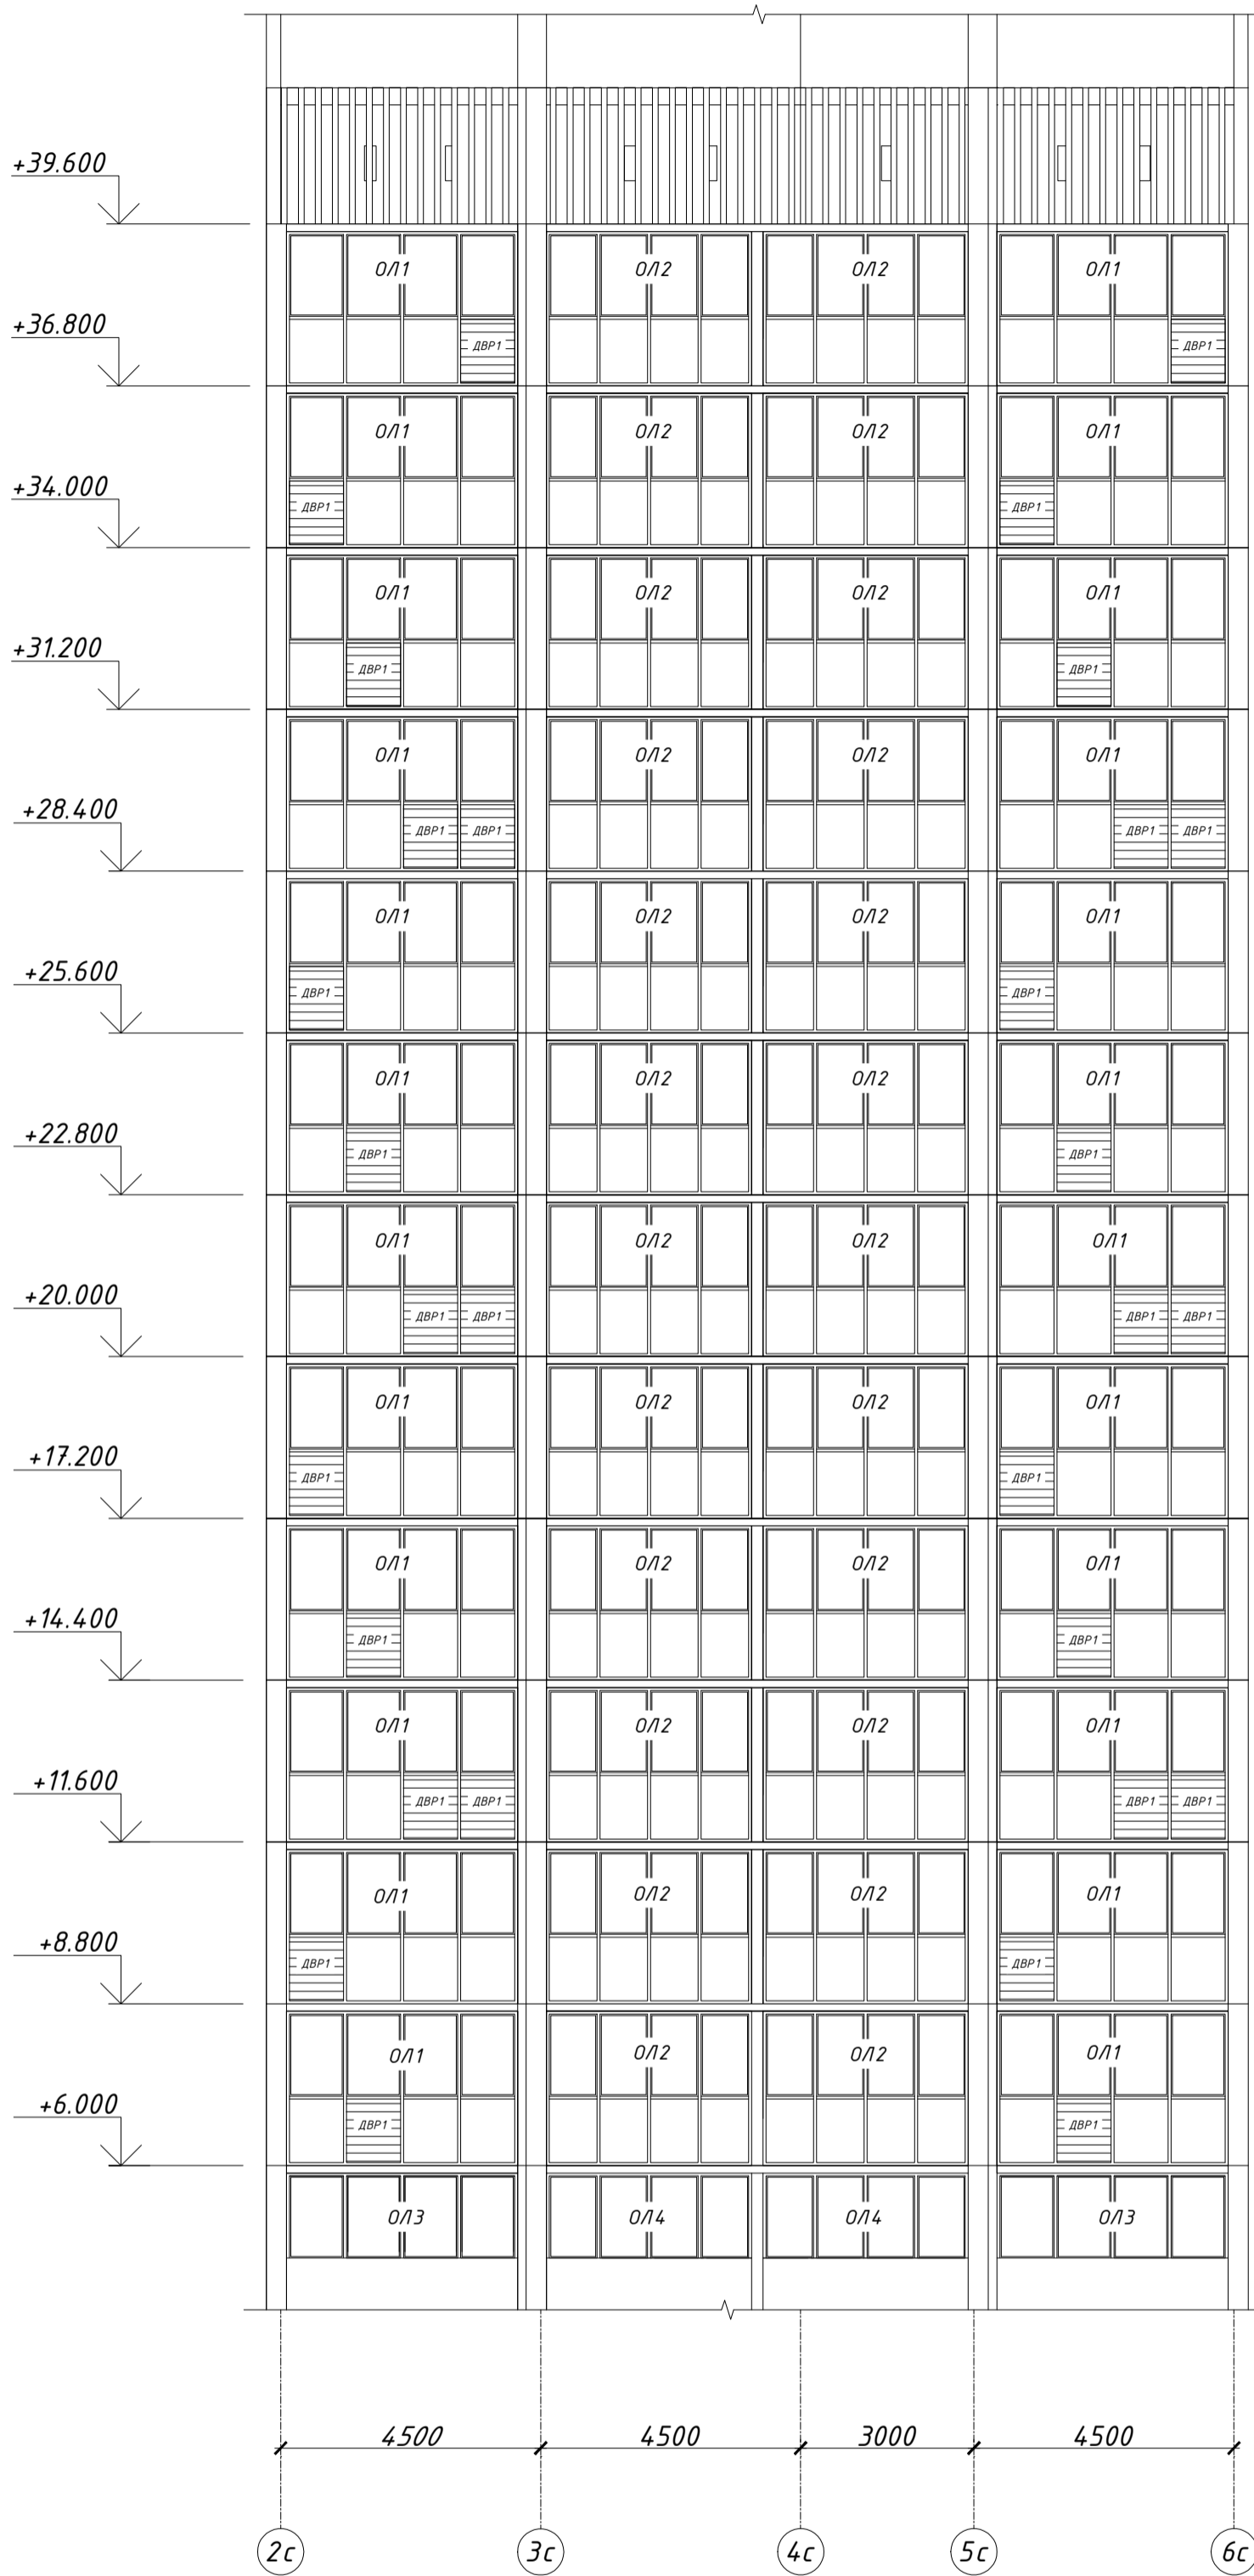 +39.600
ОЛ1 ОЛ2 ОЛ2 ОЛ1
+36.800
ДВР1 ДВР1
ОЛ1 ОЛ2 ОЛ2 ОЛ1
+34.000
ДВР1 ДВР1
ОЛ1 ОЛ2 ОЛ2 ОЛ1
+31.200
ДВР1 ДВР1
ОЛ1 ОЛ2 ОЛ2 ОЛ1
+28.400
ДВР1 ДВР1 ДВР1 ДВР1
ОЛ1 ОЛ2 ОЛ2 ОЛ1
+25.600
ДВР1 ДВР1
ОЛ1 ОЛ2 ОЛ2 ОЛ1
+22.800
ДВР1 ДВР1
ОЛ1 ОЛ2 ОЛ2 ОЛ1
+20.000
ДВР1 ДВР1 ДВР1 ДВР1
ОЛ1 ОЛ2 ОЛ2 ОЛ1
+17.200
ДВР1 ДВР1
ОЛ1 ОЛ2 ОЛ2 ОЛ1
+14.400
ДВР1 ДВР1
ОЛ1 ОЛ2 ОЛ2 ОЛ1
+11.600
ДВР1 ДВР1 ДВР1 ДВР1
ОЛ1 ОЛ2 ОЛ2 ОЛ1
+8.800
ДВР1 ДВР1
ОЛ1 ОЛ2 ОЛ2 ОЛ1
+6.000
ДВР1 ДВР1
ОЛ3 ОЛ4 ОЛ4 ОЛ3
4500 4500 3000 4500
2с 3с 4с 5с 6с